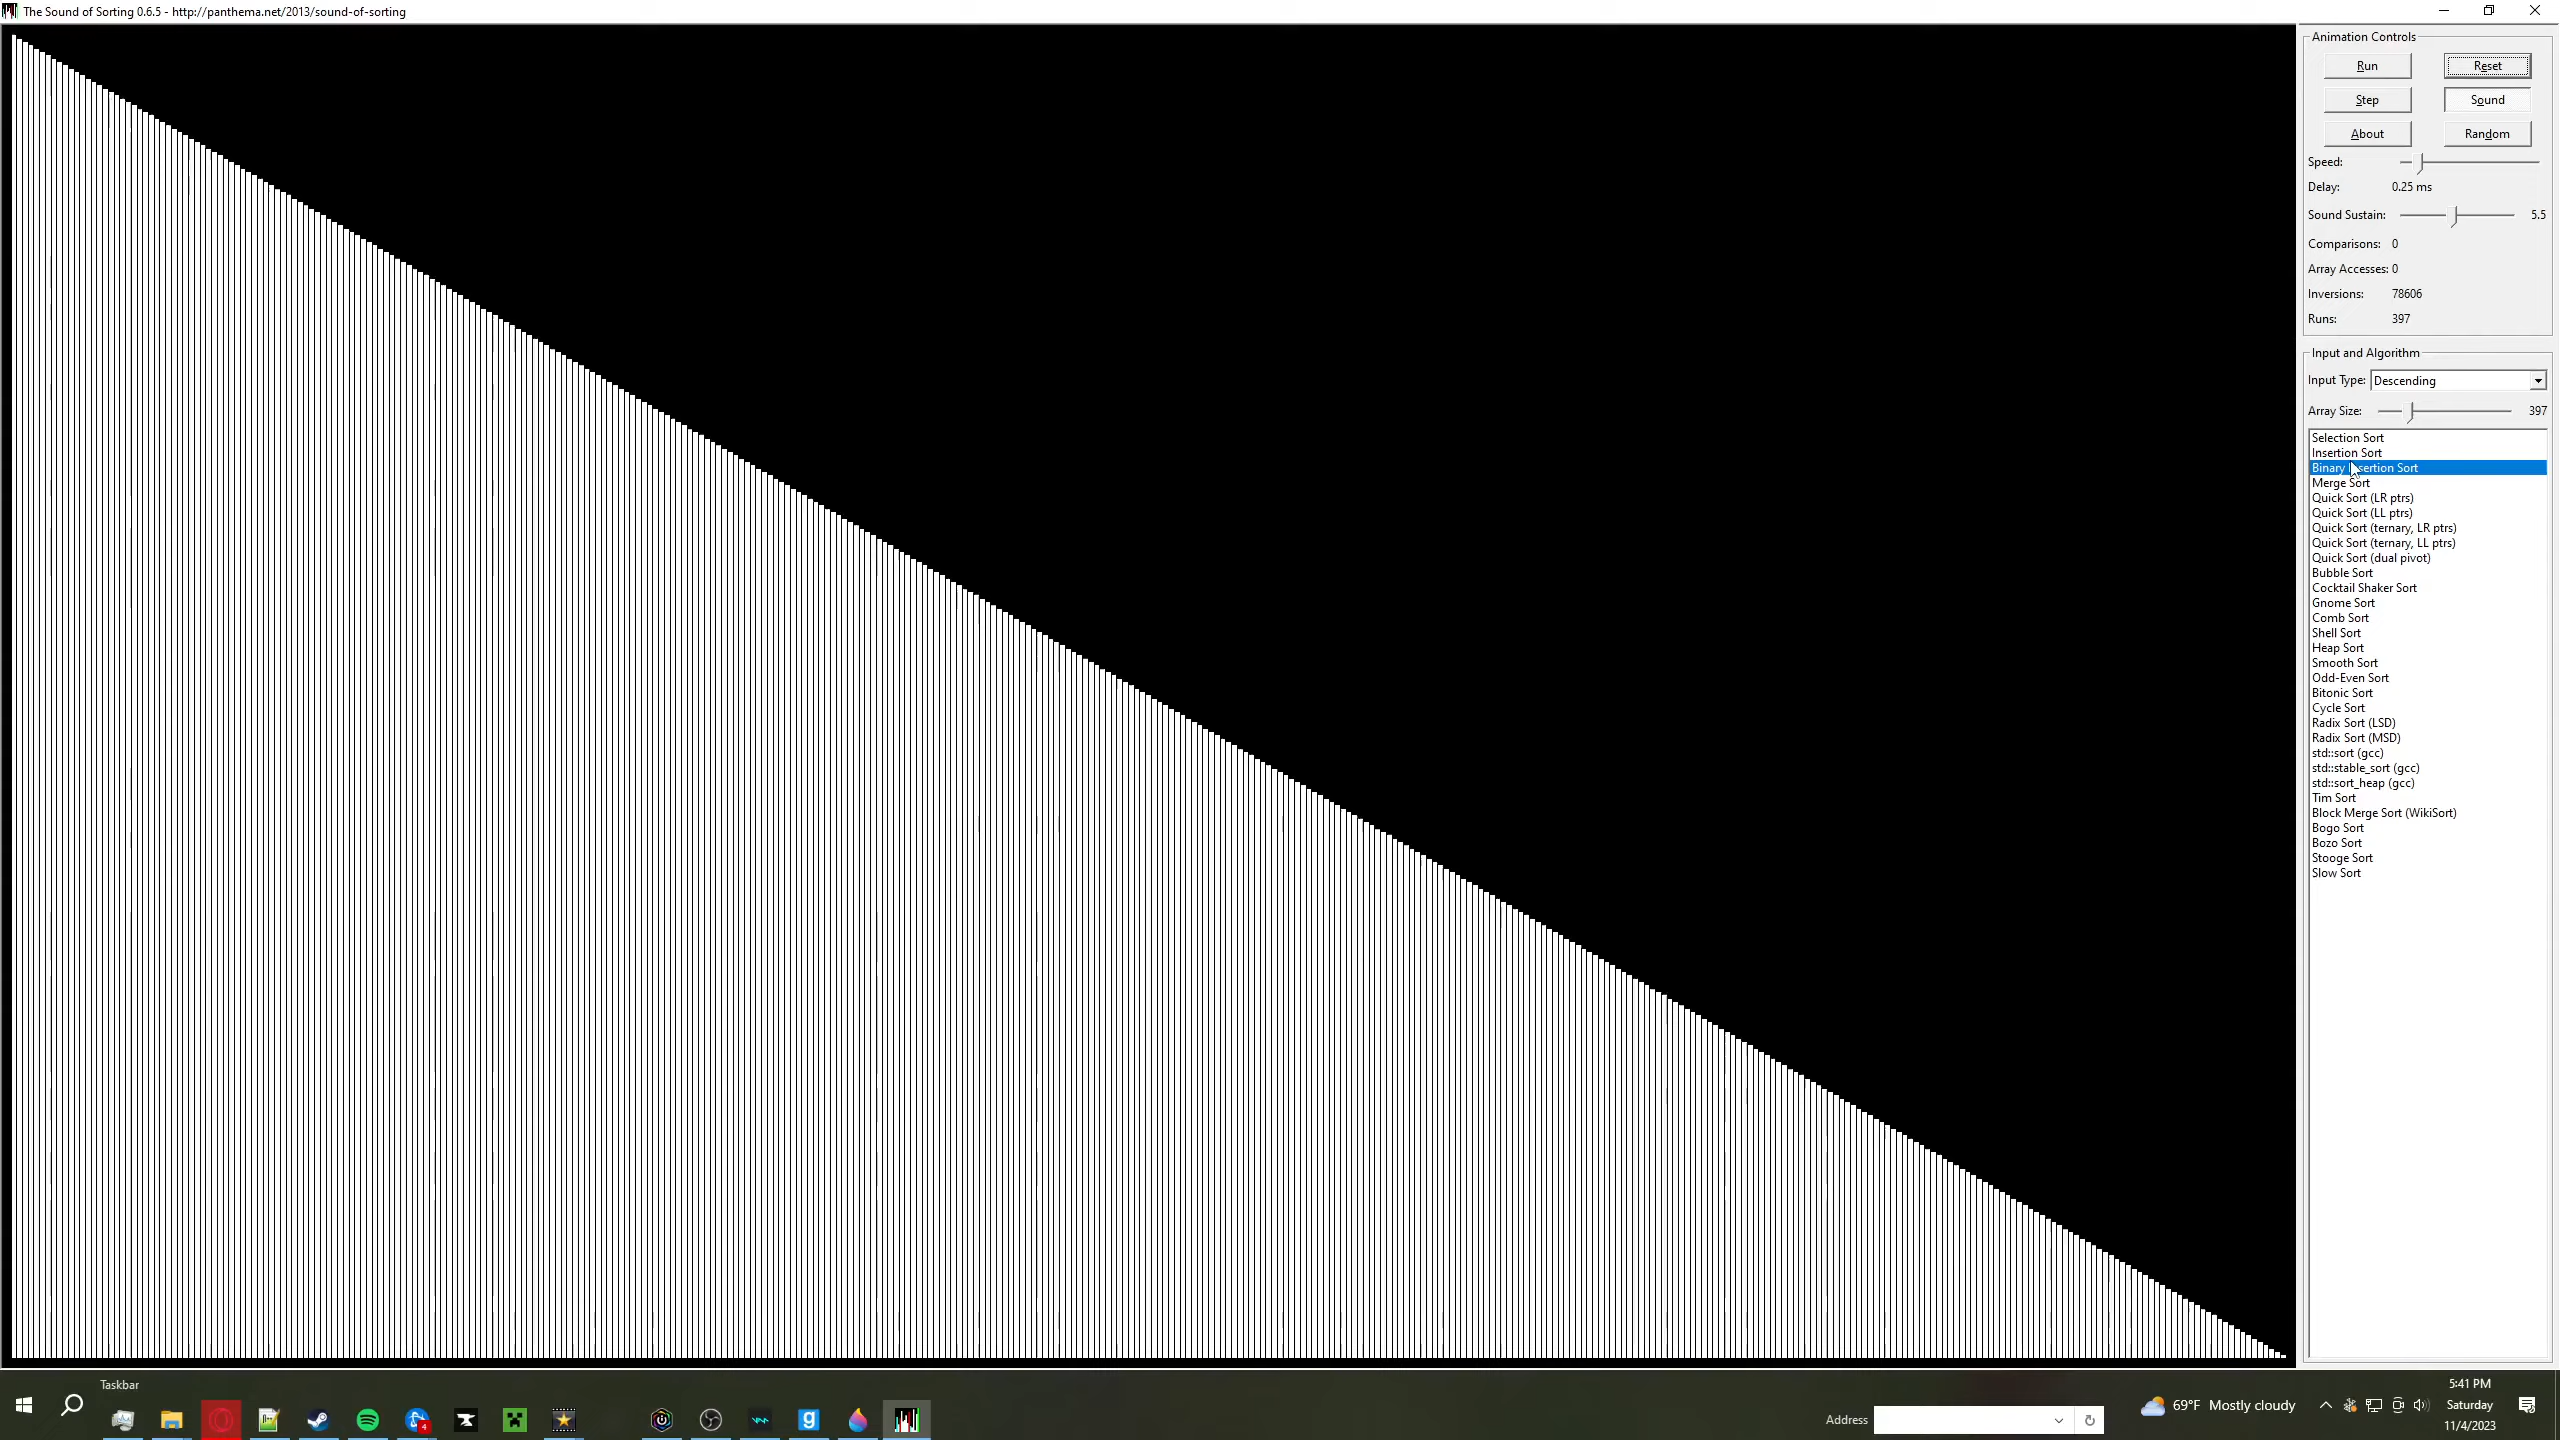 The Sound of Sorting 0.6.5 - http://panthema.net/2013/sound-of-sorting
Animation Controls
Run
Reset
Step
Sound
About
Random
Speed:
Delay: 0.25 ms
Sound Sustain: 5.5
Comparisons: 0
Array Accesses: 0
Inversions: 78606
Runs: 397
Input and Algorithm
Input Type: Descending
Array Size: 397
Selection Sort
Insertion Sort
Binary Insertion Sort
Merge Sort
Quick Sort (LR ptrs)
Quick Sort (LL ptrs)
Quick Sort (ternary, LR ptrs)
Quick Sort (ternary, LL ptrs)
Quick Sort (dual pivot)
Bubble Sort
Cocktail Shaker Sort
Gnome Sort
Comb Sort
Shell Sort
Heap Sort
Smooth Sort
Odd-Even Sort
Bitonic Sort
Cycle Sort
Radix Sort (LSD)
Radix Sort (MSD)
std::sort (gcc)
std::stable_sort (gcc)
std::sort_heap (gcc)
Tim Sort
Block Merge Sort (WikiSort)
Bogo Sort
Bozo Sort
Stooge Sort
Slow Sort
Taskbar
4
Address
69°F Mostly cloudy
5:41 PM
Saturday
11/4/2023